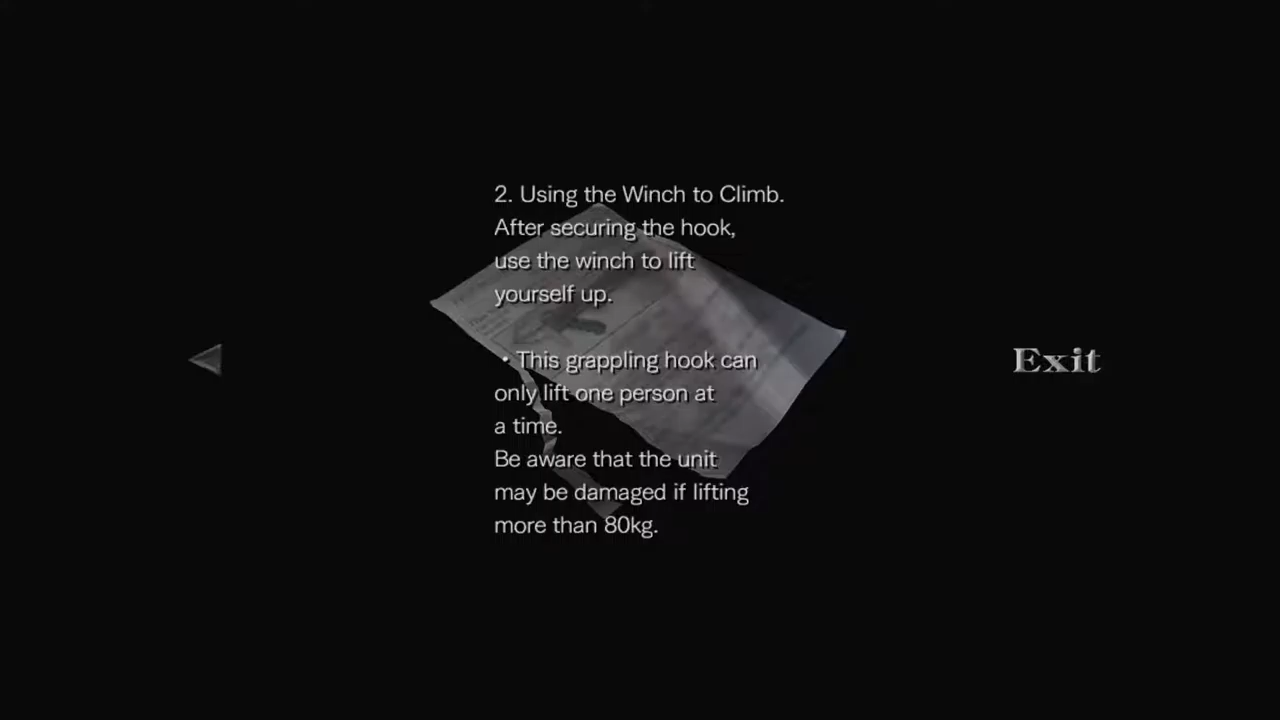 2. Using the Winch to Climb.
After securing the hook,
use the winch to lift
yourself up.
・This grappling hook can
only lift one person at
a time.
Be aware that the unit
may be damaged if lifting
more than 80kg.
Exit